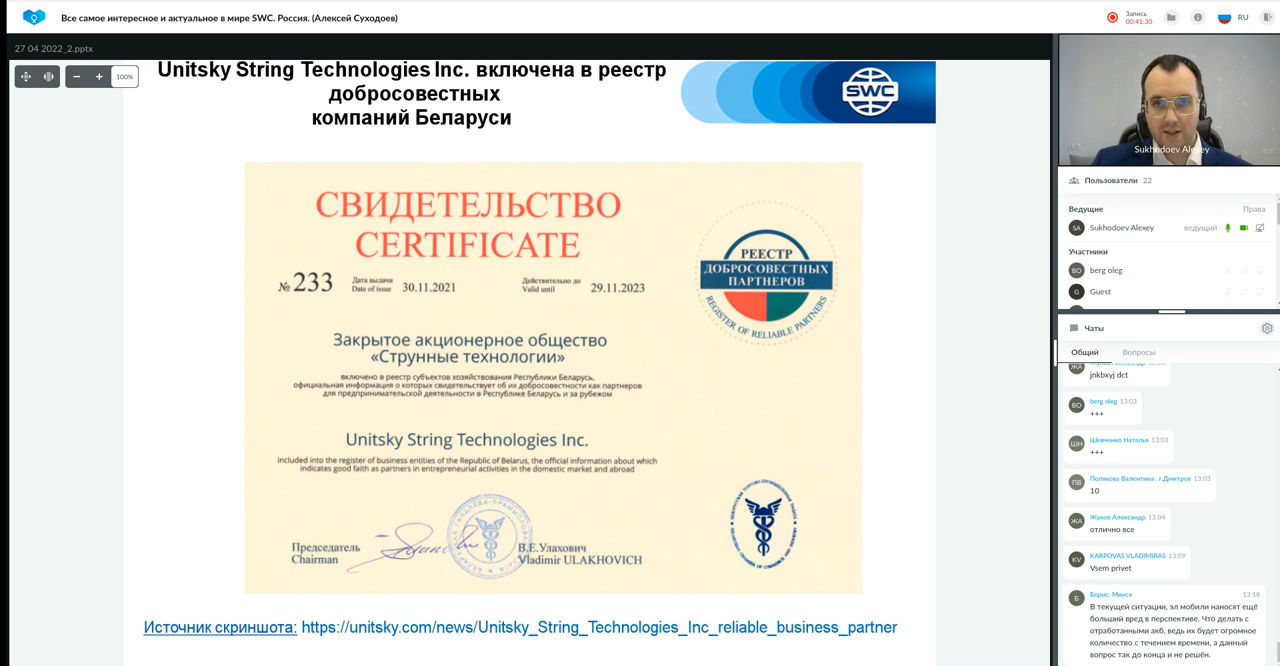 Все самое интересное и актуальное в мире SWC. Россия. (Алексей Суходоев)
Запись
00:41:30
RU
27 04 2022_2.pptx
100%
Unitsky String Technologies Inc. включена в реестр
добросовестных
компаний Беларуси
SWC
СВИДЕТЕЛЬСТВО
CERTIFICATE
№ 233
Дата выдачи
Date of issue
30.11.2021
Действительно до
Valid until
29.11.2023
РЕЕСТР
ДОБРОСОВЕСТНЫХ
ПАРТНЕРОВ
REGISTER OF RELIABLE PARTNERS
Закрытое акционерное общество
«Струнные технологии»
включено в реестр субъектов хозяйствования Республики Беларусь,
официальная информация о которых свидетельствует об их добросовестности как партнеров
для предпринимательской деятельности в Республике Беларусь и за рубежом
Unitsky String Technologies Inc.
included into the register of business entities of the Republic of Belarus, the official information about which
indicates good faith as partners in entrepreneurial activities in the domestic market and abroad
Председатель
Chairman
В.Е.Улахович
Vladimir ULAKHOVICH
Источник скриншота: https://unitsky.com/news/Unitsky_String_Technologies_Inc_reliable_business_partner
Sukhodoev Alexey
Пользователи 22
Ведущие
Права
SA
Sukhodoev Alexey
ведущий
Участники
BO
berg oleg
G
Guest
Чаты
Общий
Вопросы
ЖА
jnkbxyj dct
BO
berg oleg 13:03
+++
ШН
Шевченко Наталья 13:03
+++
ПВ
Полякова Валентина , г.Дмитров 13:03
10
ЖА
Жуков Александр 13:04
отлично все
KV
KARPOVAS VLADIMIRAS 13:09
Vsem privet
Б
Борис. Минск 13:18
В текущей ситуации, эл мобили наносят ещё
больший вред в перспективе. Что делать с
отработанными акб, ведь их будет огромное
количество с течением времени, а данный
вопрос так до конца и не решён.